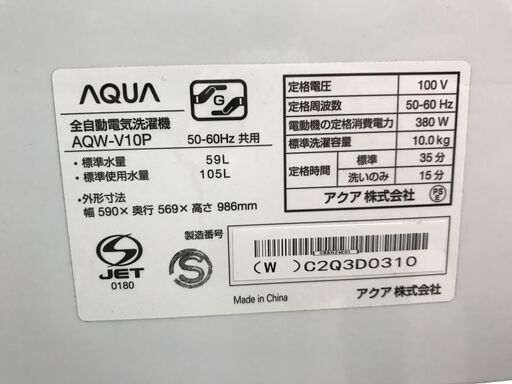 AQUA
G
全自動電気洗濯機
AQW-V10P 50-60Hz 共用
・標準水量 59L
・標準使用水量 105L
・外形寸法
幅 590×奥行 569×高さ 986mm
定格電圧 100 V
定格周波数 50-60 Hz
電動機の定格消費電力 380 W
標準洗濯容量 10.0kg
定格時間 標準 35分
洗いのみ 15分
アクア 株式会社
PS
E
S
JET
0180
S
製造番号
(W )C2Q3D0310
Made in China
アクア 株式会社